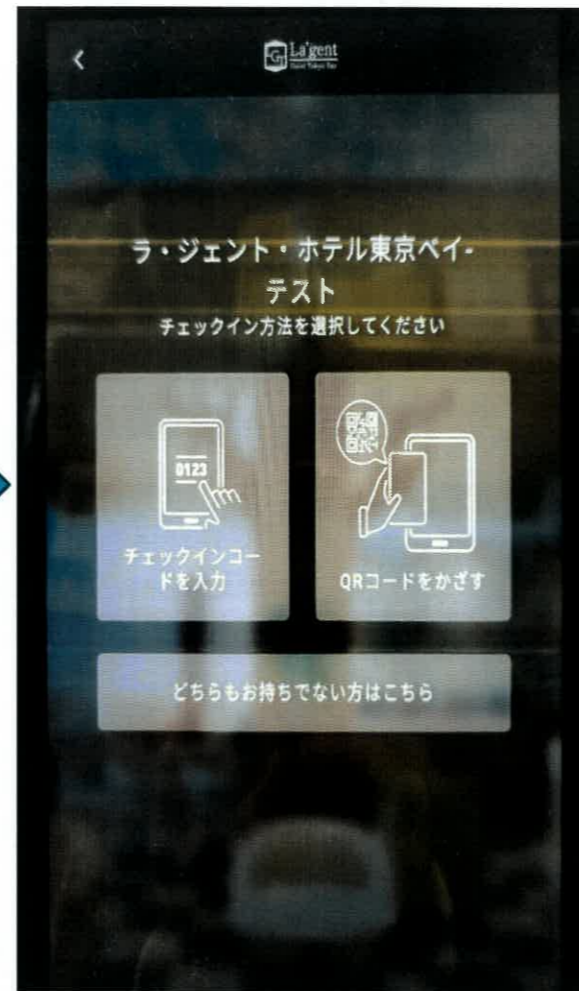 La'gent
Hotel Tokyo Bay
ラ・ジェント・ホテル東京ベイ-
テスト
チェックイン方法を選択してください
0123
チェックインコー
ドを入力
QRコードをかざす
どちらもお持ちでない方はこちら